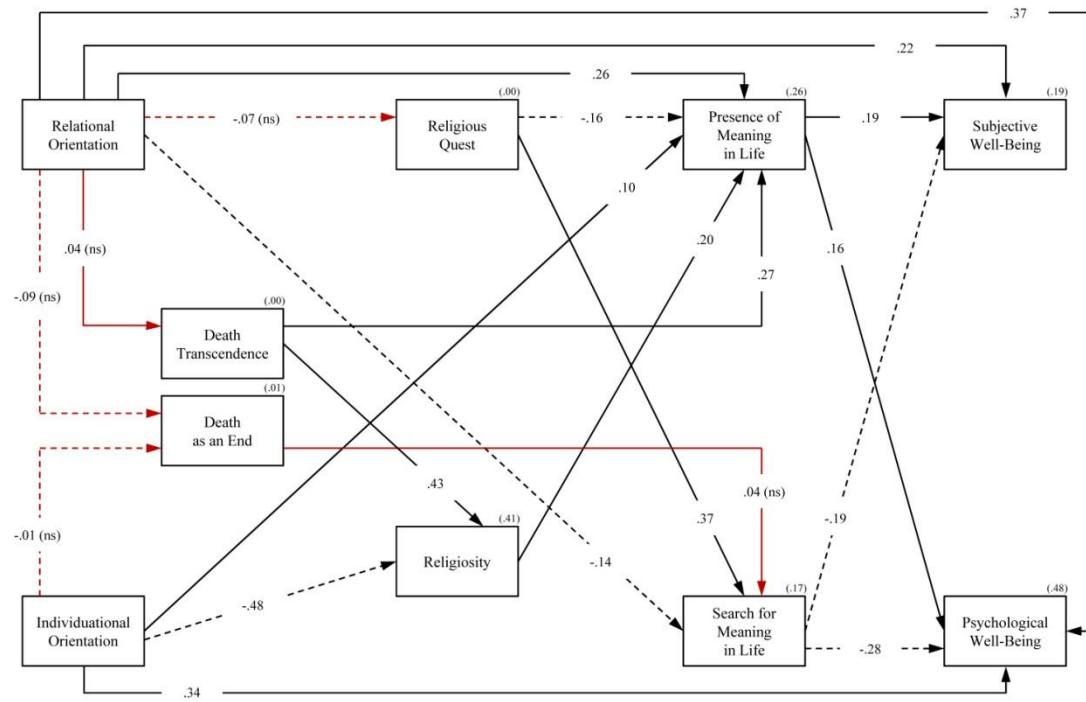 .37
.22
.26
(.00)
(.26)
(.19)
Relational
Orientation
-.07 (ns)
Religious
Quest
-.16
Presence of
Meaning
in Life
.19
Subjective
Well-Being
.10
.04 (ns)
.20
.16
.27
-.09 (ns)
(.00)
Death
Transcendence
(.01)
Death
as an End
.43
.04 (ns)
-.19
(.41)
.37
-.01 (ns)
Religiosity
-.14
(.17)
(.48)
Individuational
Orientation
-.48
Search for
Meaning
in Life
-.28
Psychological
Well-Being
.34